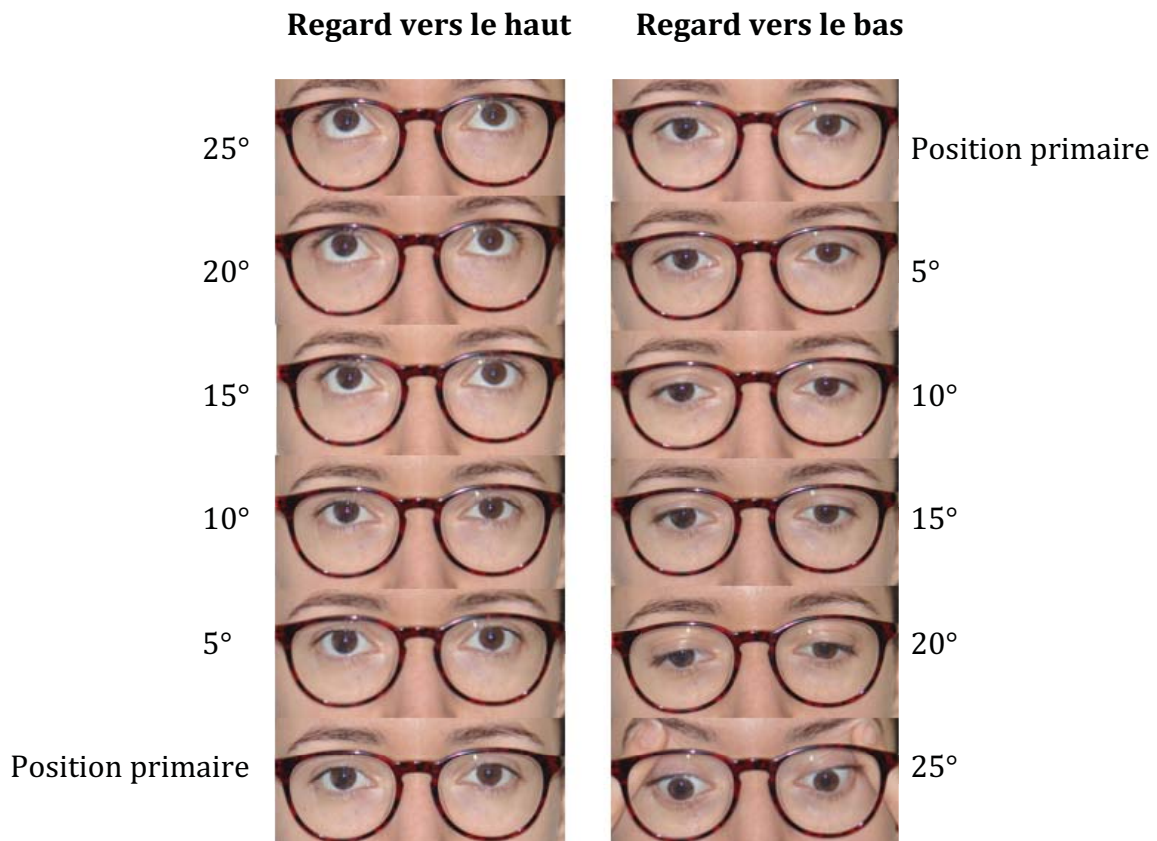 Regard vers le haut Regard vers le bas
25° Position primaire
20° 5°
15° 10°
10° 15°
5° 20°
Position primaire 25°